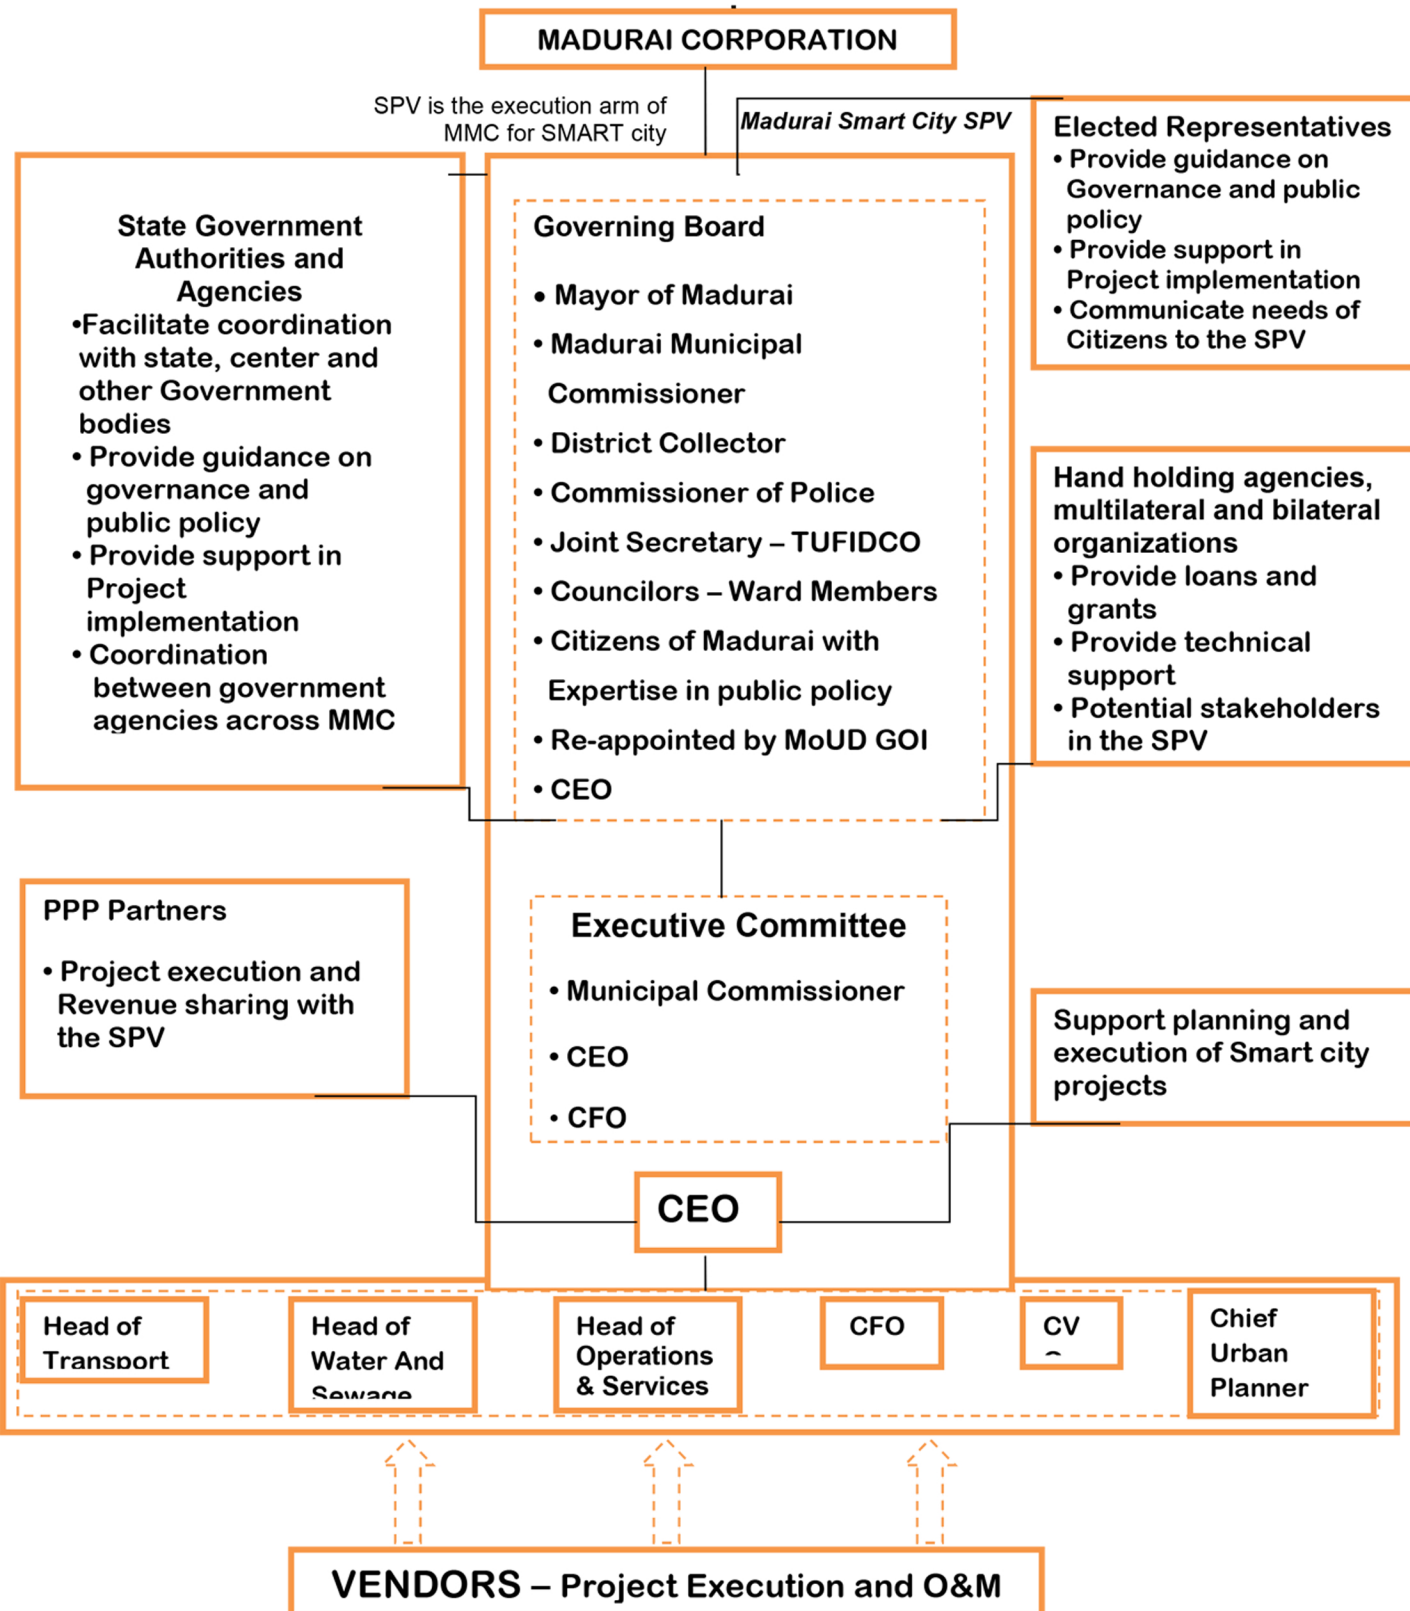 MADURAI CORPORATION
SPV is the execution arm of
MMC for SMART city
Madurai Smart City SPV
Elected Representatives
• Provide guidance on
Governance and public
policy
• Provide support in
Project implementation
• Communicate needs of
Citizens to the SPV
State Government
Authorities and
Agencies
•Facilitate coordination
with state, center and
other Government
bodies
• Provide guidance on
governance and
public policy
• Provide support in
Project
implementation
• Coordination
between government
agencies across MMC
Governing Board
• Mayor of Madurai
• Madurai Municipal
Commissioner
• District Collector
• Commissioner of Police
• Joint Secretary – TUFIDCO
• Councilors – Ward Members
• Citizens of Madurai with
Expertise in public policy
• Re-appointed by MoUD GOI
• CEO
Hand holding agencies,
multilateral and bilateral
organizations
• Provide loans and
grants
• Provide technical
support
• Potential stakeholders
in the SPV
PPP Partners
• Project execution and
Revenue sharing with
the SPV
Executive Committee
• Municipal Commissioner
• CEO
• CFO
Support planning and
execution of Smart city
projects
CEO
Head of
Transport
Head of
Water And
Sewage
Head of
Operations
& Services
CFO
CV
Chief
Urban
Planner
VENDORS – Project Execution and O&M